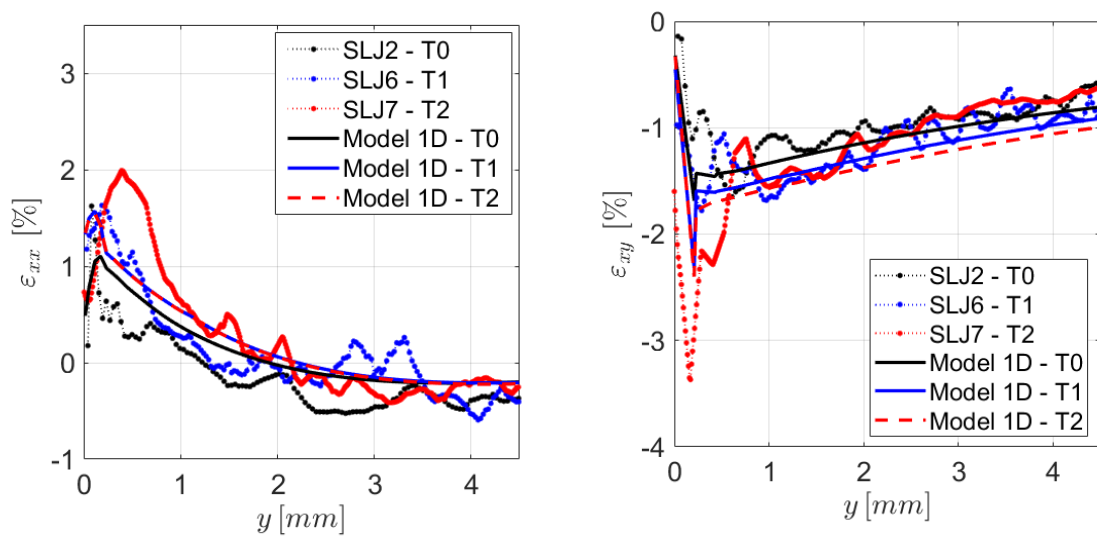 3
2
1
0
-1
0
1
2
3
4
ε_xx [%]
y [mm]
SLJ2 - T0
SLJ6 - T1
SLJ7 - T2
Model 1D - T0
Model 1D - T1
Model 1D - T2
0
-1
-2
-3
-4
0
1
2
3
4
ε_xy [%]
y [mm]
SLJ2 - T0
SLJ6 - T1
SLJ7 - T2
Model 1D - T0
Model 1D - T1
Model 1D - T2